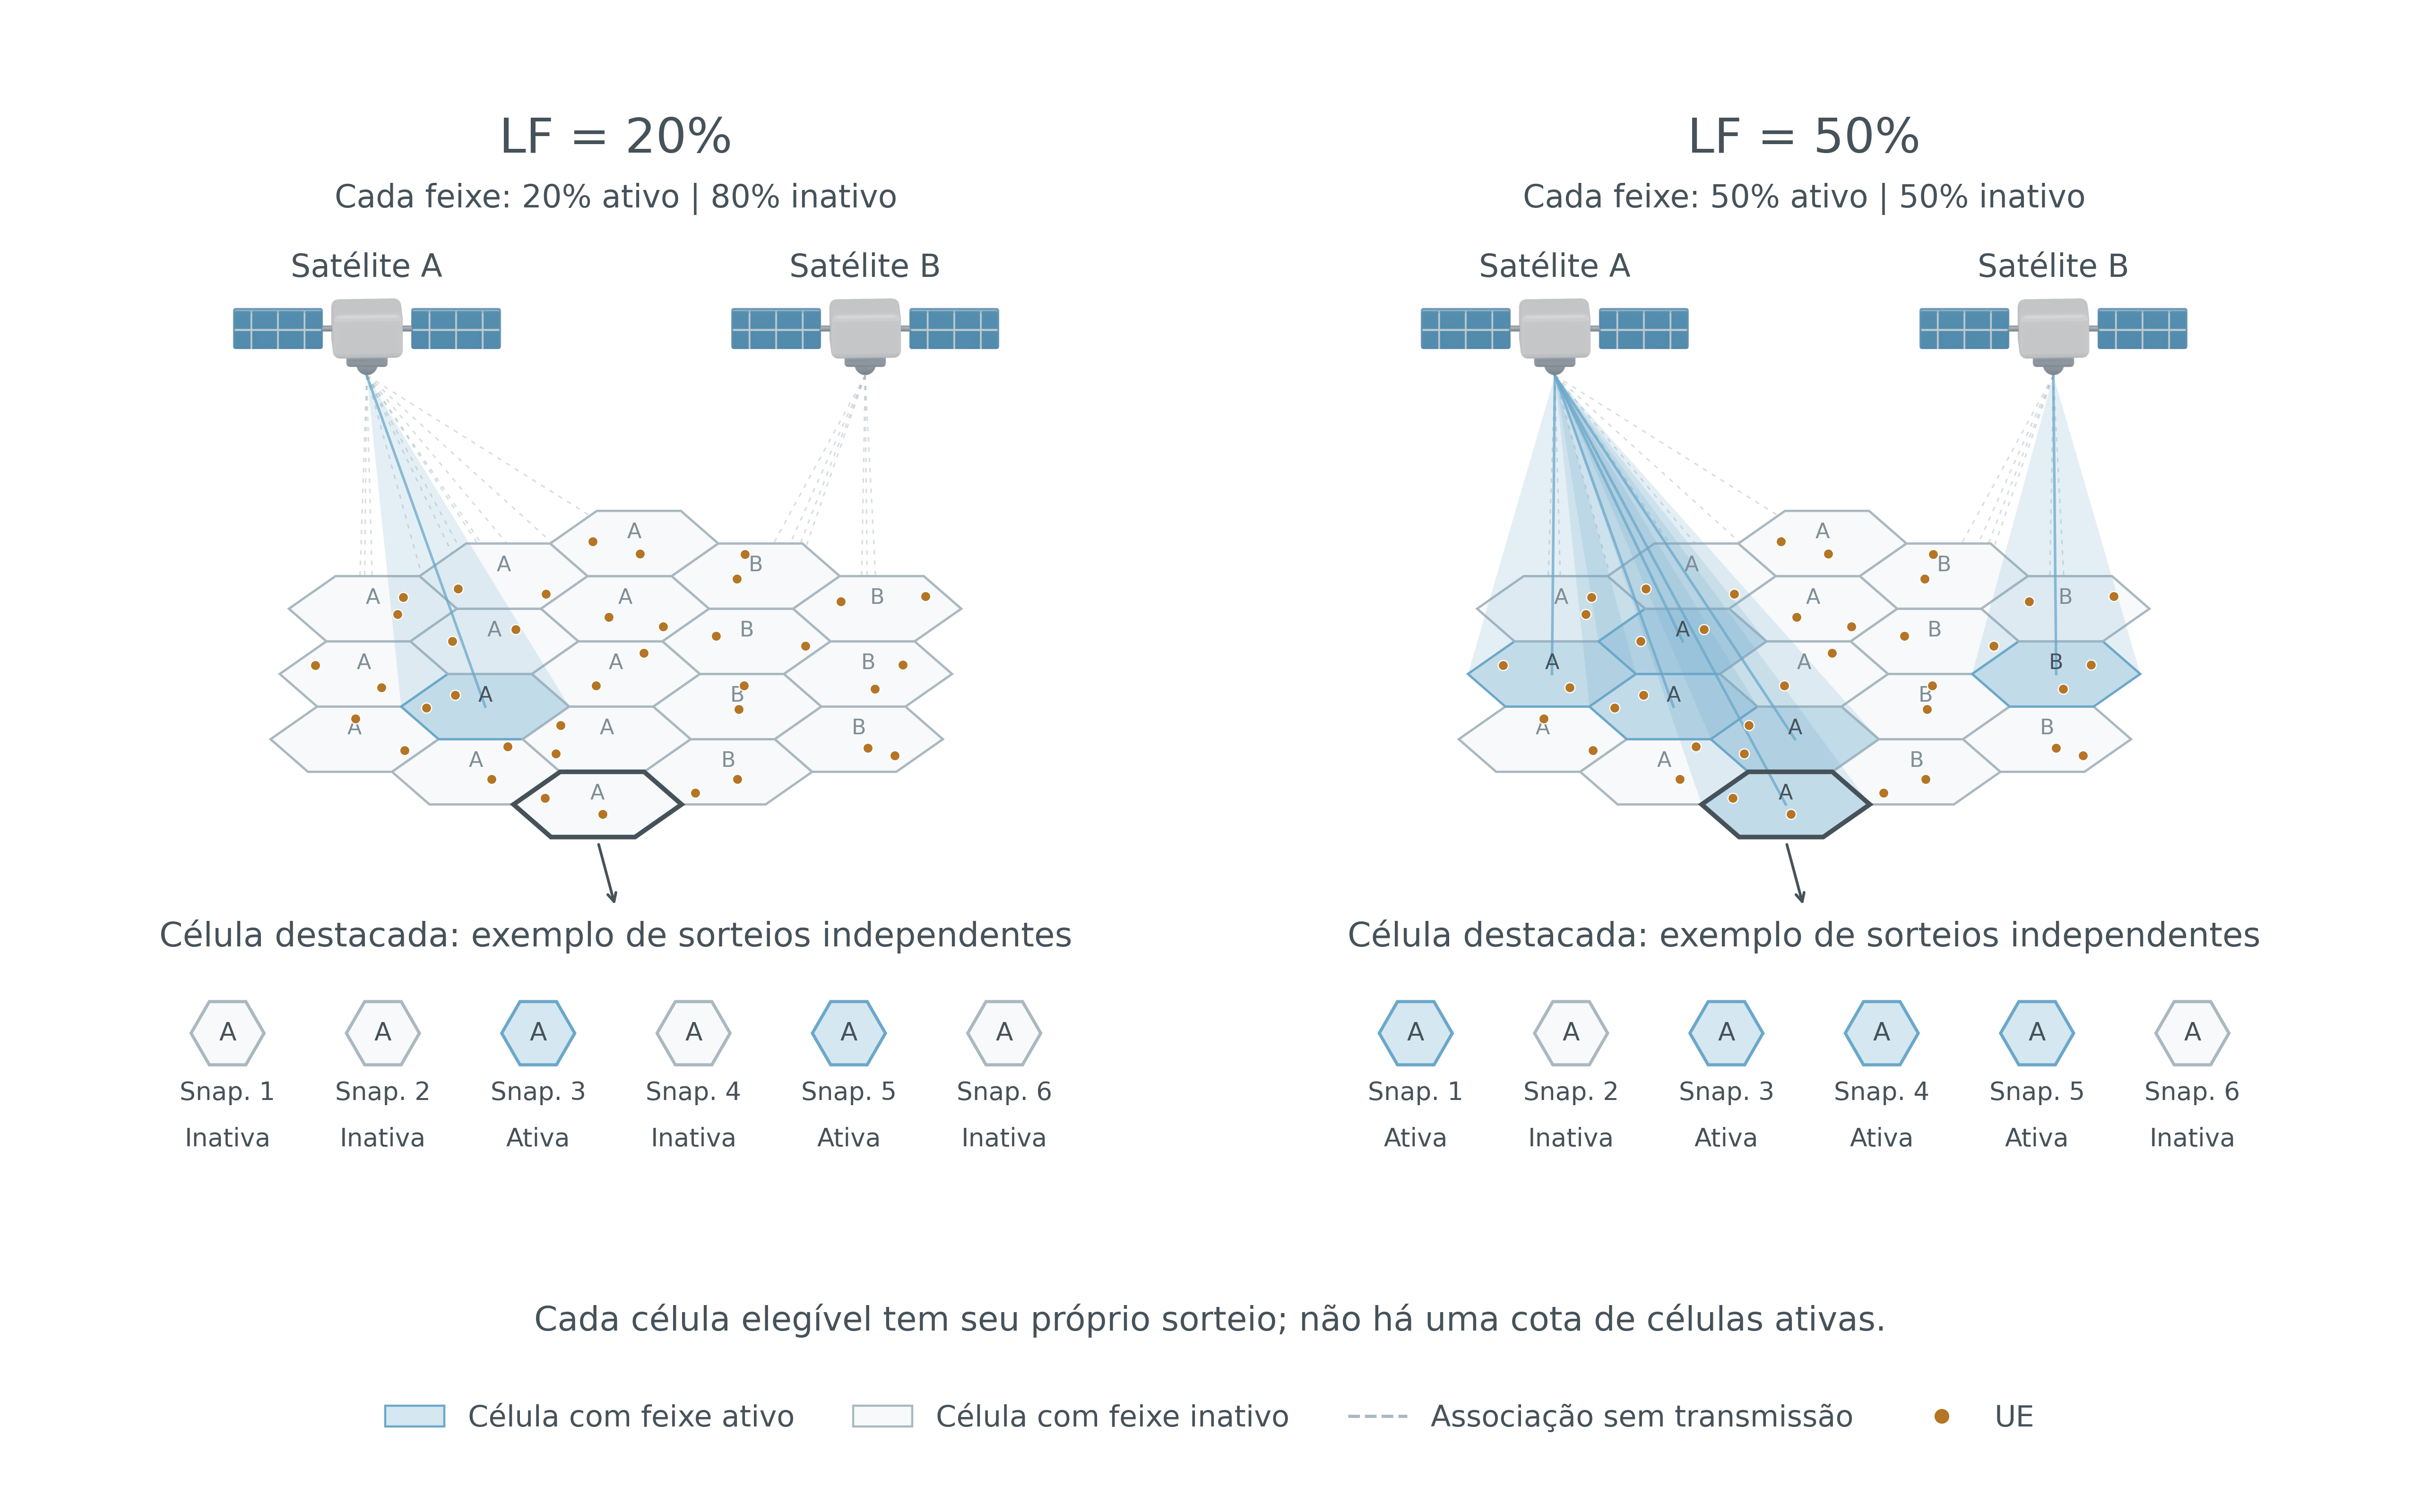 LF = 20%
Cada feixe: 20% ativo | 80% inativo
Satélite A
Satélite B
A
A
B
A
A
B
A
B
A
A
B
A
B
A
A
A
B
A
B
A
Célula destacada: exemplo de sorteios independentes
A A A A A A
Snap. 1 Snap. 2 Snap. 3 Snap. 4 Snap. 5 Snap. 6
Inativa Inativa Ativa Inativa Ativa Inativa
LF = 50%
Cada feixe: 50% ativo | 50% inativo
Satélite A
Satélite B
A
A
B
A
A
B
A
B
A
A
B
A
B
A
A
A
B
A
B
A
Célula destacada: exemplo de sorteios independentes
A A A A A A
Snap. 1 Snap. 2 Snap. 3 Snap. 4 Snap. 5 Snap. 6
Ativa Inativa Ativa Ativa Ativa Inativa
Cada célula elegível tem seu próprio sorteio; não há uma cota de células ativas.
Célula com feixe ativo
Célula com feixe inativo
Associação sem transmissão
UE